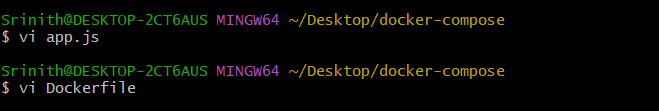 Srinith@DESKTOP-2CT6AUS MINGW64 ~/Desktop/docker-compose
$ vi app.js
Srinith@DESKTOP-2CT6AUS MINGW64 ~/Desktop/docker-compose
$ vi Dockerfile